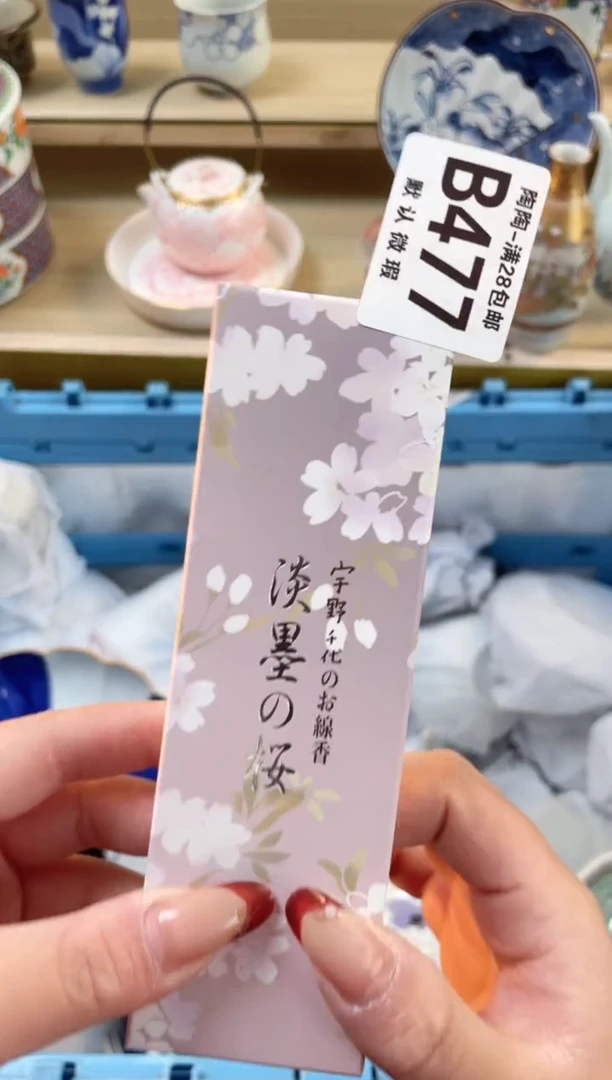 陶陶-满28包邮
B477
默认微瑕
宇野千代のお線香
淡墨の桜